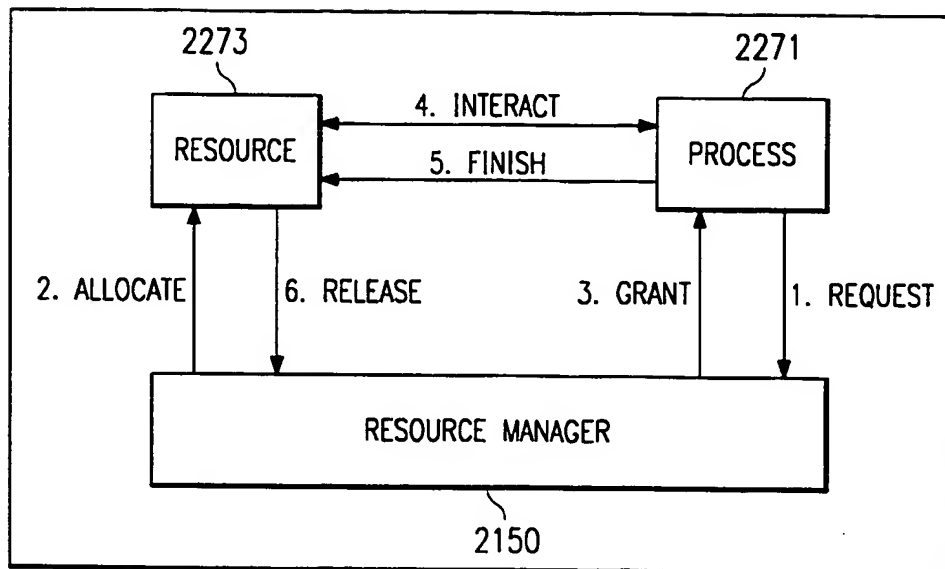 2273
2271
4. INTERACT
RESOURCE
PROCESS
5. FINISH
2. ALLOCATE
6. RELEASE
3. GRANT
1. REQUEST
RESOURCE MANAGER
2150